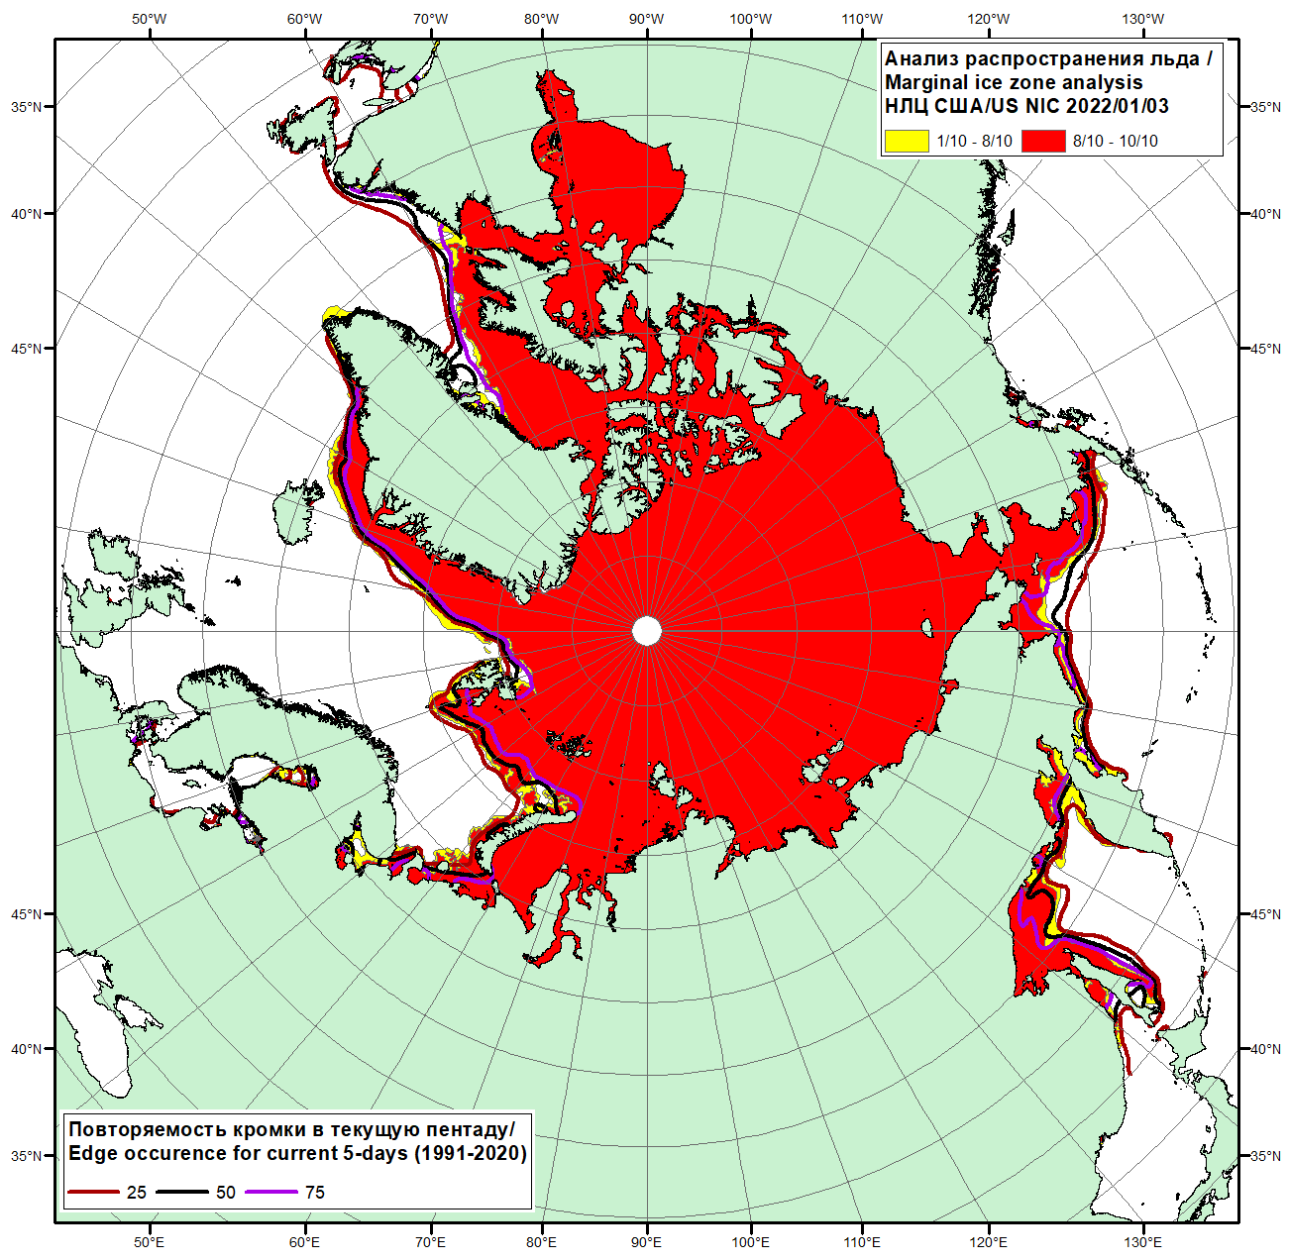 50°W 60°W 70°W 80°W 90°W 100°W 110°W 120°W 130°W
Анализ распространения льда /
Marginal ice zone analysis
НЛЦ США/US NIC 2022/01/03
1/10 - 8/10 8/10 - 10/10
35°N 35°N
40°N 40°N
45°N 45°N
45°N 45°N
40°N 40°N
Повторяемость кромки в текущую пентаду/
Edge occurence for current 5-days (1991-2020)
35°N 35°N
25 50 75
50°E 60°E 70°E 80°E 90°E 100°E 110°E 120°E 130°E